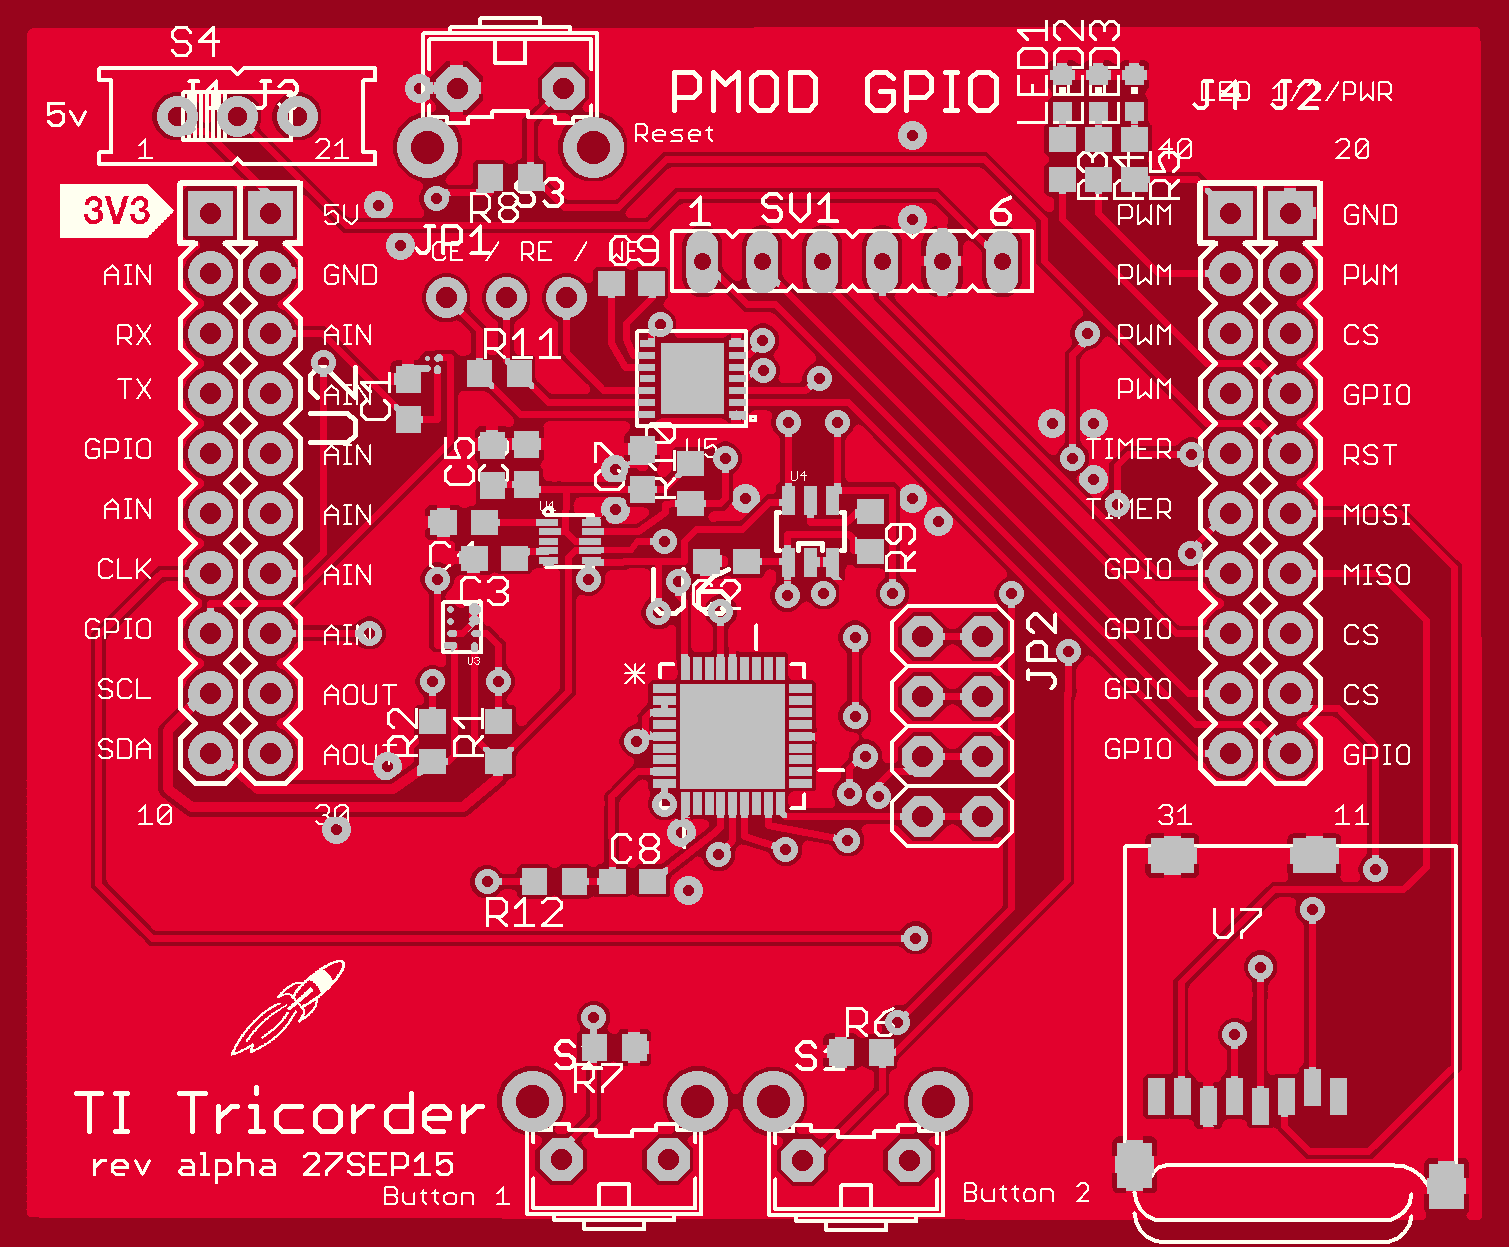 S4
J1 J3
5v
1
21
Reset
S3
R8
PMOD GPIO
LED1
LED2
LED3
R3
R4
R5
J4 J2
/PWR
40
20
3V3
5V
AIN
GND
RX
AIN
TX
AIN
GPIO
AIN
AIN
AIN
CLK
AIN
GPIO
AIN
SCL
AOUT
SDA
AOUT
10
30
JP1
CE / RE / WE
C9
1
SV1
6
R11
C1
U5
C5
C7
R10
U4
R9
U1
C3
U3
C2
R2
R1
JP2
C8
R12
PWM
GND
PWM
PWM
PWM
CS
PWM
GPIO
TIMER
RST
TIMER
MOSI
GPIO
MISO
GPIO
CS
GPIO
CS
GPIO
GPIO
31
11
U7
R6
S1
R7
TI Tricorder
rev alpha 27SEP15
Button 1
Button 2